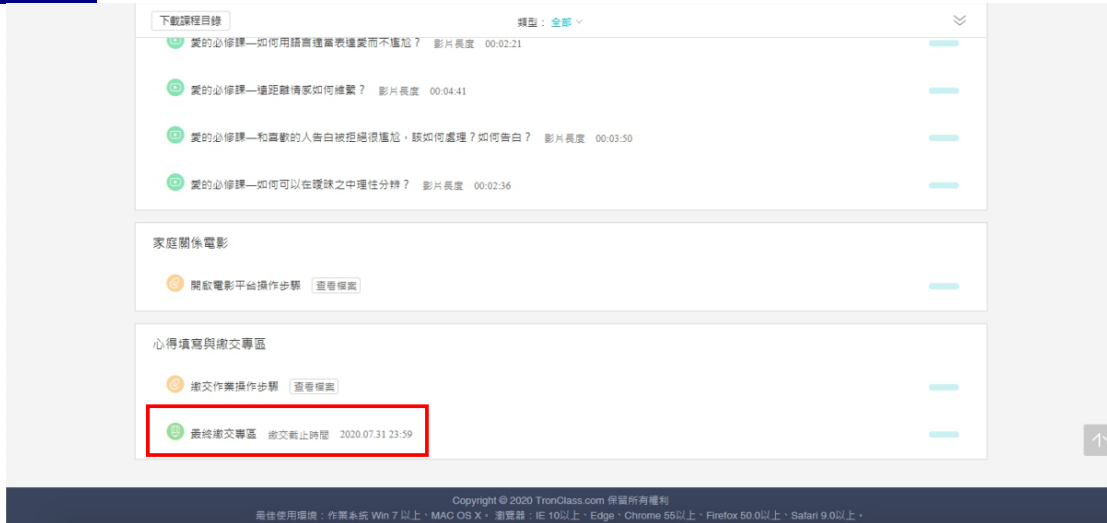 下載課程目錄 類型： 全部
愛的必修課—如何用語言適當表達愛而不尷尬？ 影片長度 00:02:21
愛的必修課—遠距離情感如何維繫？ 影片長度 00:04:41
愛的必修課—和喜歡的人告白被拒絕很尷尬，該如何處理？如何告白？ 影片長度 00:03:50
愛的必修課—如何可以在曖昧之中理性分辨？ 影片長度 00:02:36
家庭關係電影
開啟電影平台操作步驟 查看檔案
心得填寫與繳交專區
繳交作業操作步驟 查看檔案
最終繳交專區 繳交截止時間 2020.07.31 23:59
Copyright © 2020 TronClass.com 保留所有權利
最佳使用環境：作業系統 Win 7 以上、MAC OS X。 瀏覽器：IE 10以上、Edge、Chrome 55以上、Firefox 50.0以上、Safari 9.0以上。